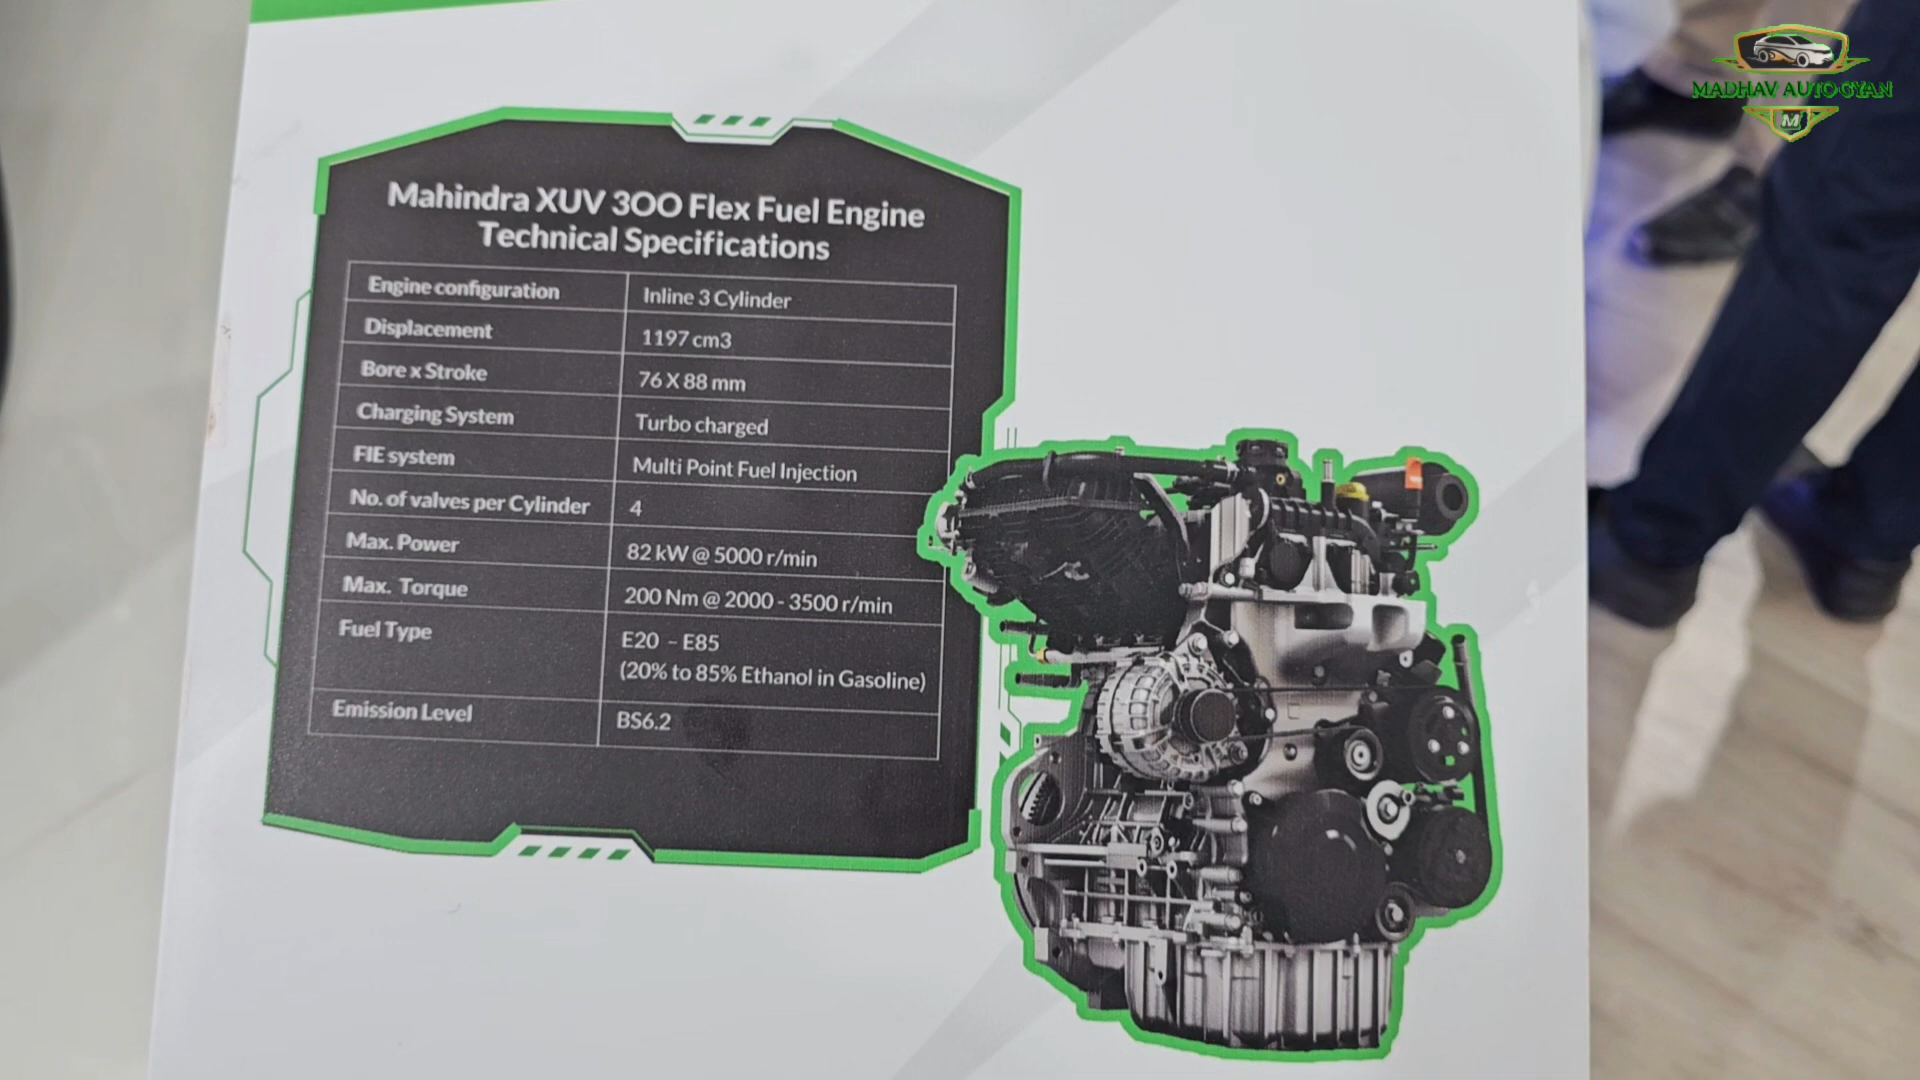 Mahindra XUV 3OO Flex Fuel Engine
Technical Specifications
Engine configuration Inline 3 Cylinder
Displacement 1197 cm3
Bore x Stroke 76 X 88 mm
Charging System Turbo charged
FIE system Multi Point Fuel Injection
No. of valves per Cylinder 4
Max. Power 82 kW @ 5000 r/min
Max. Torque 200 Nm @ 2000 - 3500 r/min
Fuel Type E20 - E85
(20% to 85% Ethanol in Gasoline)
Emission Level BS6.2
MADHAV AUTO GYAN
M